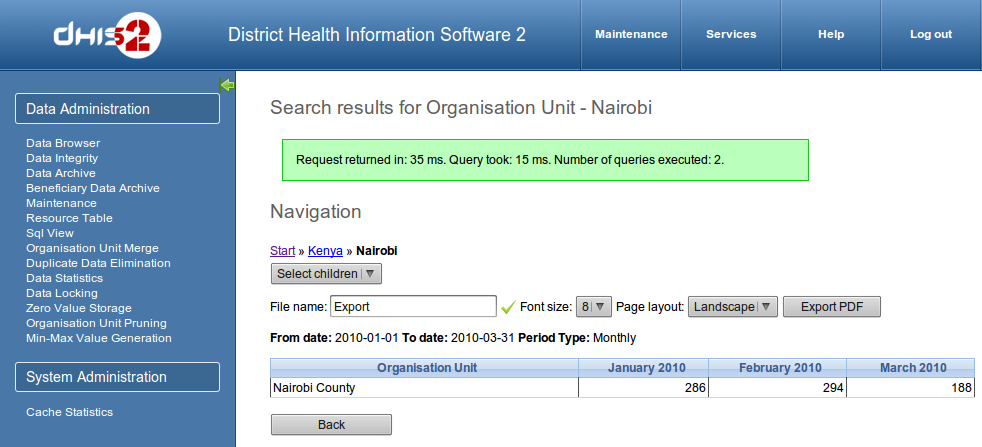 dhis2
District Health Information Software 2
Maintenance
Services
Help
Log out
Data Administration
Data Browser
Data Integrity
Data Archive
Beneficiary Data Archive
Maintenance
Resource Table
Sql View
Organisation Unit Merge
Duplicate Data Elimination
Data Statistics
Data Locking
Zero Value Storage
Organisation Unit Pruning
Min-Max Value Generation
System Administration
Cache Statistics
Search results for Organisation Unit - Nairobi
Request returned in: 35 ms. Query took: 15 ms. Number of queries executed: 2.
Navigation
Start » Kenya » Nairobi
Select children
File name: Export Font size: 8 Page layout: Landscape Export PDF
From date: 2010-01-01 To date: 2010-03-31 Period Type: Monthly
Organisation Unit January 2010 February 2010 March 2010
Nairobi County 286 294 188
Back